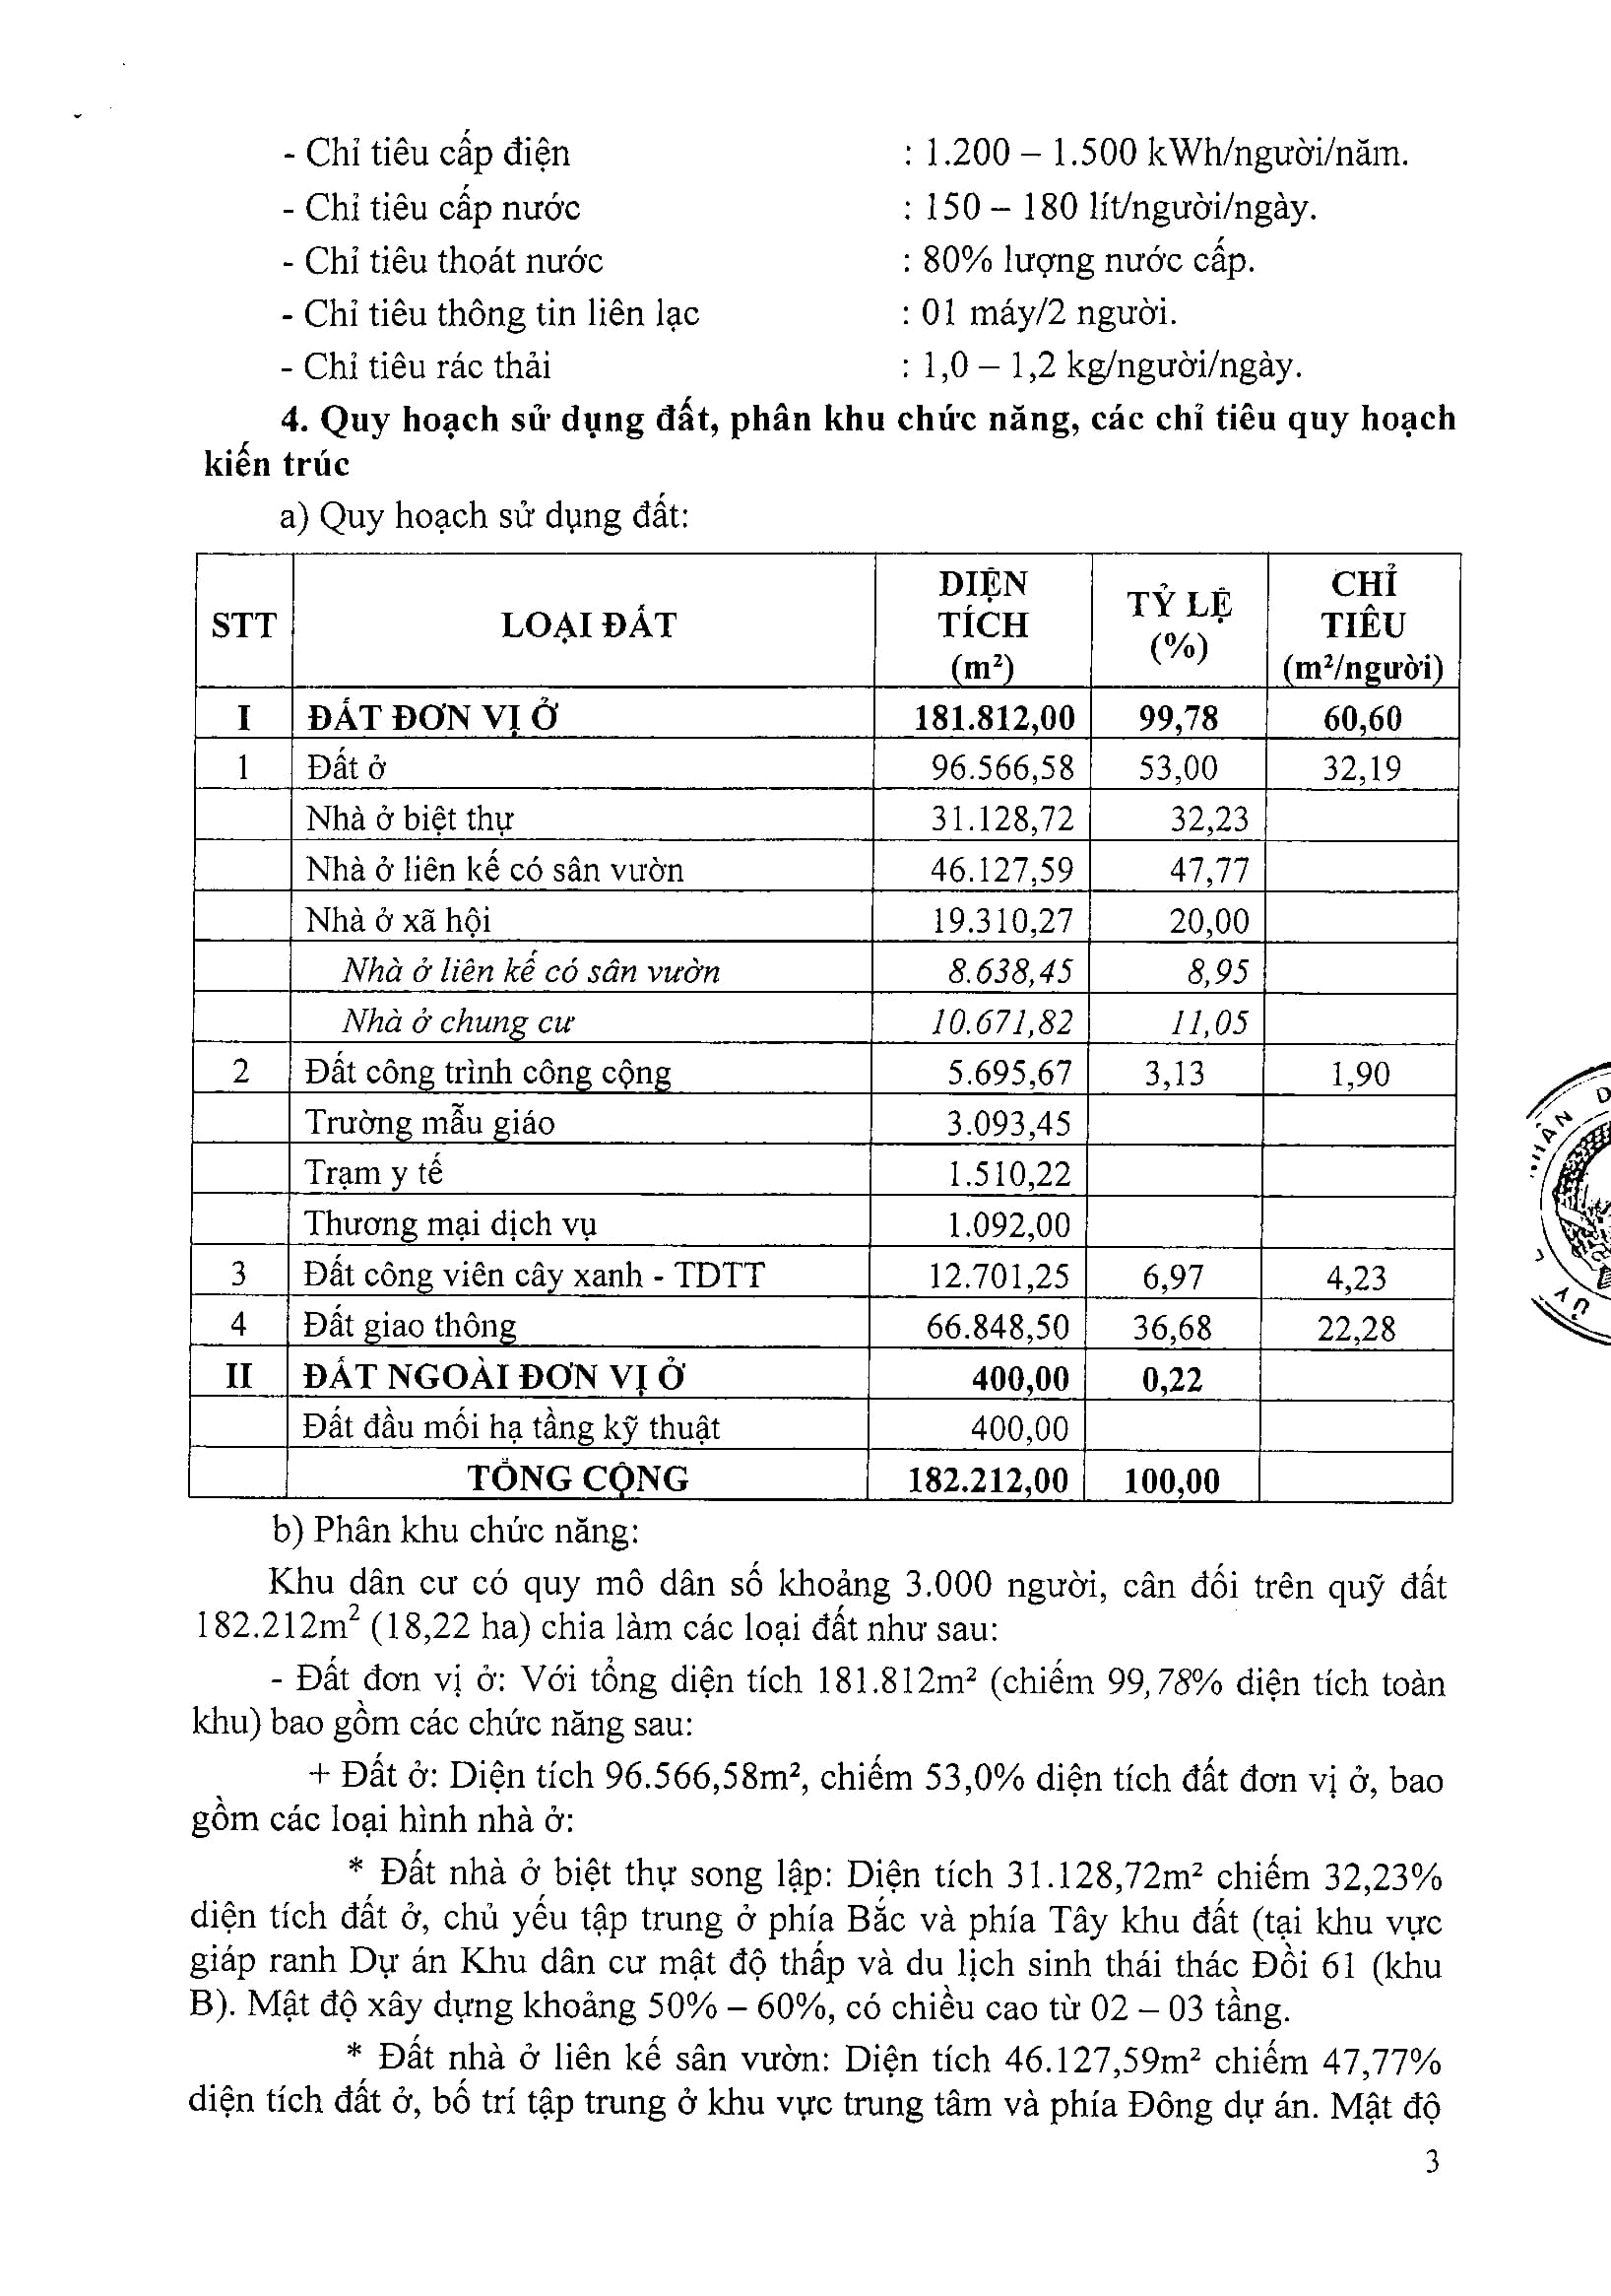 - Chỉ tiêu cấp điện : 1.200 – 1.500 kWh/người/năm.
- Chỉ tiêu cấp nước : 150 – 180 lít/người/ngày.
- Chỉ tiêu thoát nước : 80% lượng nước cấp.
- Chỉ tiêu thông tin liên lạc : 01 máy/2 người.
- Chỉ tiêu rác thải : 1,0 – 1,2 kg/người/ngày.
4. Quy hoạch sử dụng đất, phân khu chức năng, các chỉ tiêu quy hoạch
kiến trúc
a) Quy hoạch sử dụng đất:
STT LOẠI ĐẤT DIỆN TÍCH (m²) TỶ LỆ (%) CHỈ TIÊU (m²/người)
I ĐẤT ĐƠN VỊ Ở 181.812,00 99,78 60,60
1 Đất ở 96.566,58 53,00 32,19
Nhà ở biệt thự 31.128,72 32,23
Nhà ở liên kế có sân vườn 46.127,59 47,77
Nhà ở xã hội 19.310,27 20,00
Nhà ở liên kế có sân vườn 8.638,45 8,95
Nhà ở chung cư 10.671,82 11,05
2 Đất công trình công cộng 5.695,67 3,13 1,90
Trường mẫu giáo 3.093,45
Trạm y tế 1.510,22
Thương mại dịch vụ 1.092,00
3 Đất công viên cây xanh - TDTT 12.701,25 6,97 4,23
4 Đất giao thông 66.848,50 36,68 22,28
II ĐẤT NGOÀI ĐƠN VỊ Ở 400,00 0,22
Đất đầu mối hạ tầng kỹ thuật 400,00
TỔNG CỘNG 182.212,00 100,00
b) Phân khu chức năng:
Khu dân cư có quy mô dân số khoảng 3.000 người, cân đối trên quỹ đất
182.212m² (18,22 ha) chia làm các loại đất như sau:
- Đất đơn vị ở: Với tổng diện tích 181.812m² (chiếm 99,78% diện tích toàn
khu) bao gồm các chức năng sau:
+ Đất ở: Diện tích 96.566,58m², chiếm 53,0% diện tích đất đơn vị ở, bao
gồm các loại hình nhà ở:
* Đất nhà ở biệt thự song lập: Diện tích 31.128,72m² chiếm 32,23%
diện tích đất ở, chủ yếu tập trung ở phía Bắc và phía Tây khu đất (tại khu vực
giáp ranh Dự án Khu dân cư mật độ thấp và du lịch sinh thái thác Đồi 61 (khu
B). Mật độ xây dựng khoảng 50% – 60%, có chiều cao từ 02 – 03 tầng.
* Đất nhà ở liên kế sân vườn: Diện tích 46.127,59m² chiếm 47,77%
diện tích đất ở, bố trí tập trung ở khu vực trung tâm và phía Đông dự án. Mật độ
3